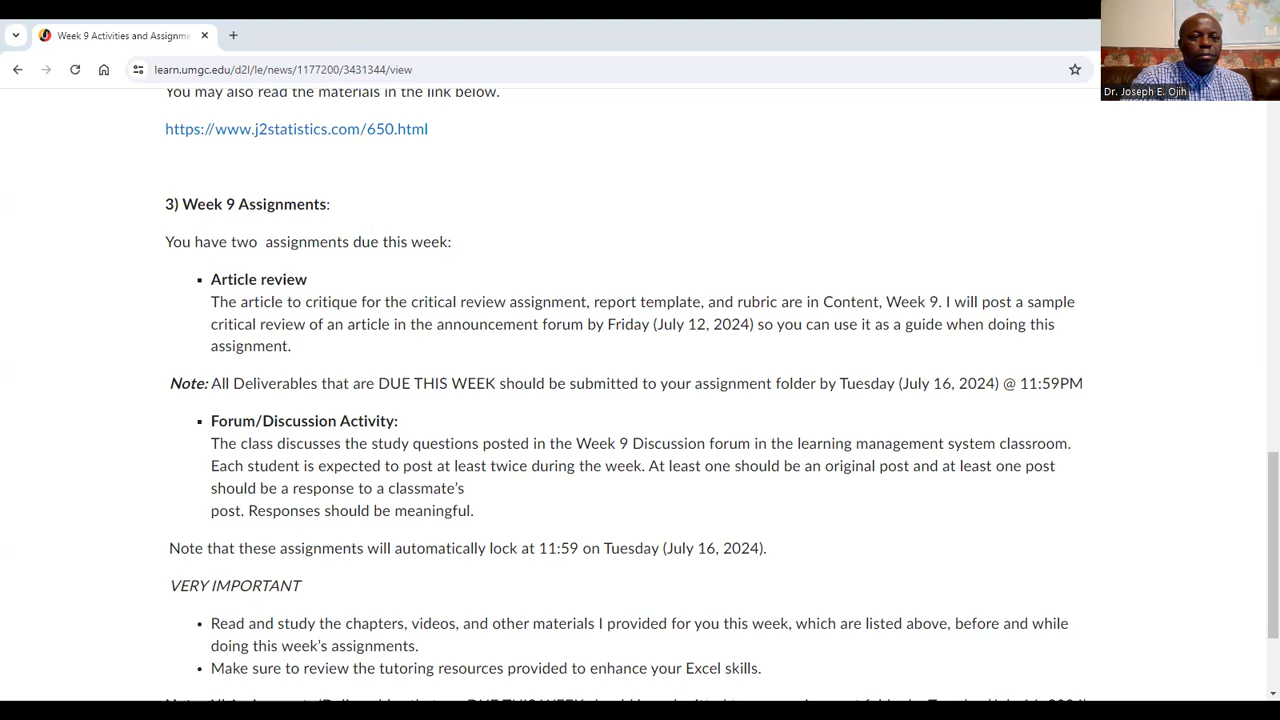 Week 9 Activities and Assignme
learn.umgc.edu/d2l/le/news/1177200/3431344/view
Dr. Joseph E. Ojih
You may also read the materials in the link below.
https://www.j2statistics.com/650.html
3) Week 9 Assignments:
You have two  assignments due this week:
▪ Article review
The article to critique for the critical review assignment, report template, and rubric are in Content, Week 9. I will post a sample
critical review of an article in the announcement forum by Friday (July 12, 2024) so you can use it as a guide when doing this
assignment.
Note: All Deliverables that are DUE THIS WEEK should be submitted to your assignment folder by Tuesday (July 16, 2024) @ 11:59PM
▪ Forum/Discussion Activity:
The class discusses the study questions posted in the Week 9 Discussion forum in the learning management system classroom.
Each student is expected to post at least twice during the week. At least one should be an original post and at least one post
should be a response to a classmate's
post. Responses should be meaningful.
Note that these assignments will automatically lock at 11:59 on Tuesday (July 16, 2024).
VERY IMPORTANT
• Read and study the chapters, videos, and other materials I provided for you this week, which are listed above, before and while
doing this week's assignments.
• Make sure to review the tutoring resources provided to enhance your Excel skills.